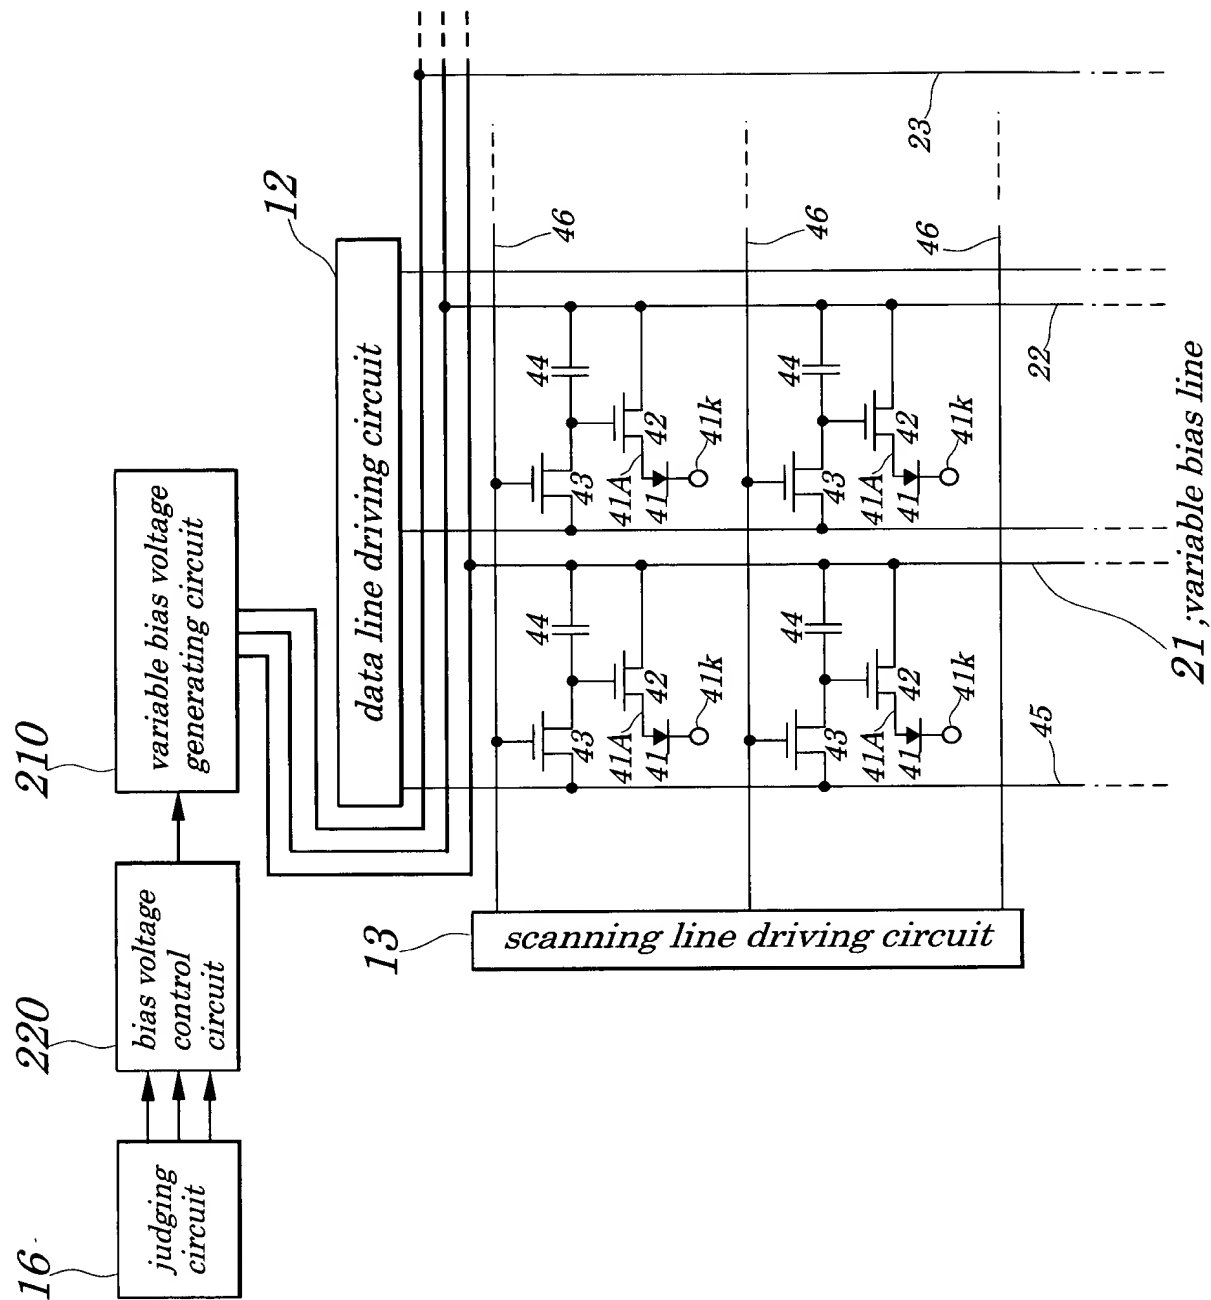 16
judging
circuit
220
bias voltage
control
circuit
210
variable bias voltage
generating circuit
12
data line driving circuit
13
scanning line driving circuit
46
46
46
23
22
21 ; variable bias line
45
44
43
42
41A
41
41k
44
43
42
41A
41
41k
44
43
42
41A
41
41k
44
43
42
41A
41
41k